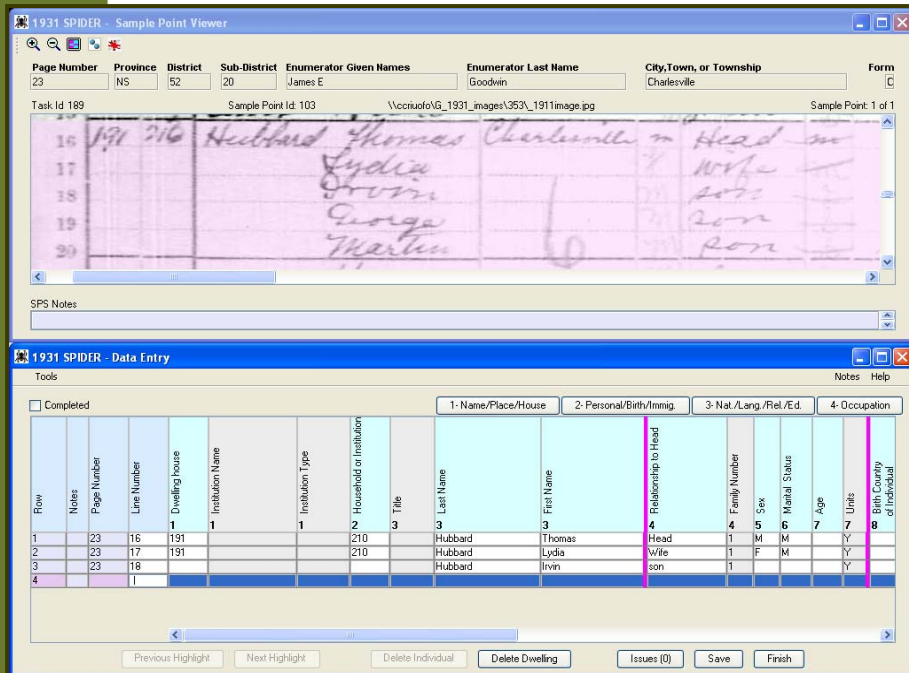 1931 SPIDER - Sample Point Viewer
Page Number Province District Sub-District Enumerator Given Names Enumerator Last Name City, Town, or Township Form
23 NS 52 20 James E Goodwin Charlesville C
Task Id 189 Sample Point Id: 103 \\ccriuofo\G_1931_images\353\_1911image.jpg Sample Point: 1 of 1
16 191 216 Hubbard Thomas Charlesville m Head m
17 Lydia wife
18 Irvin son
19 George son
20 Martin son
6
SPS Notes
1931 SPIDER - Data Entry
Tools Notes Help
Completed 1- Name/Place/House 2- Personal/Birth/Immig. 3- Nat./Lang./Rel./Ed. 4- Occupation
Row Notes Page Number Line Number Dwelling house Institution Name Institution Type Household or Institution Title Last Name First Name Relationship to Head Family Number Sex Marital Status Age Units Birth Country of Individual
1 1 1 2 3 3 3 4 4 5 6 7 7 8
1 23 16 191 210 Hubbard Thomas Head 1 M M Y
2 23 17 191 210 Hubbard Lydia Wife 1 F M Y
3 23 18 Hubbard Irvin son 1 Y
4
Previous Highlight Next Highlight Delete Individual Delete Dwelling Issues (0) Save Finish